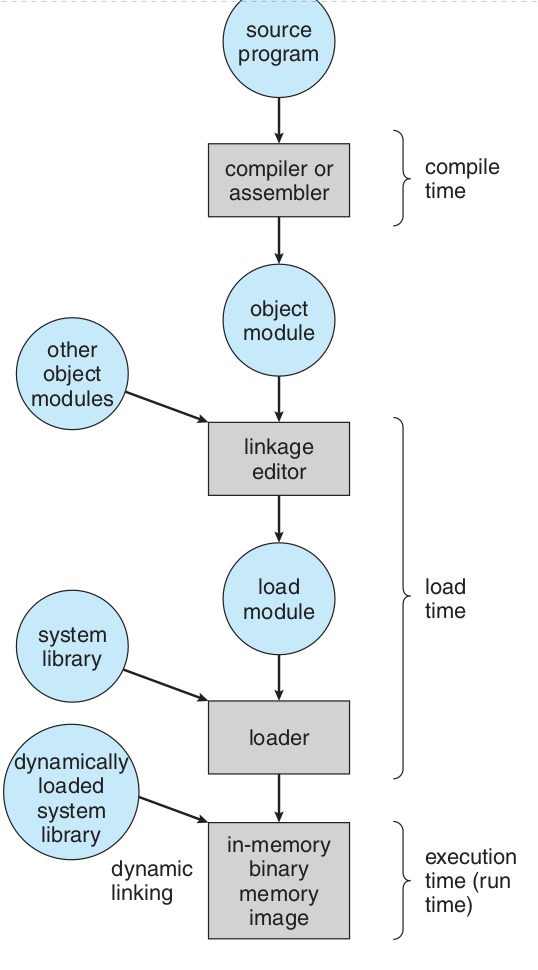 source
program
compiler or
assembler
compile
time
object
module
other
object
modules
linkage
editor
load
module
load
time
system
library
loader
dynamically
loaded
system
library
dynamic
linking
in-memory
binary
memory
image
execution
time (run
time)